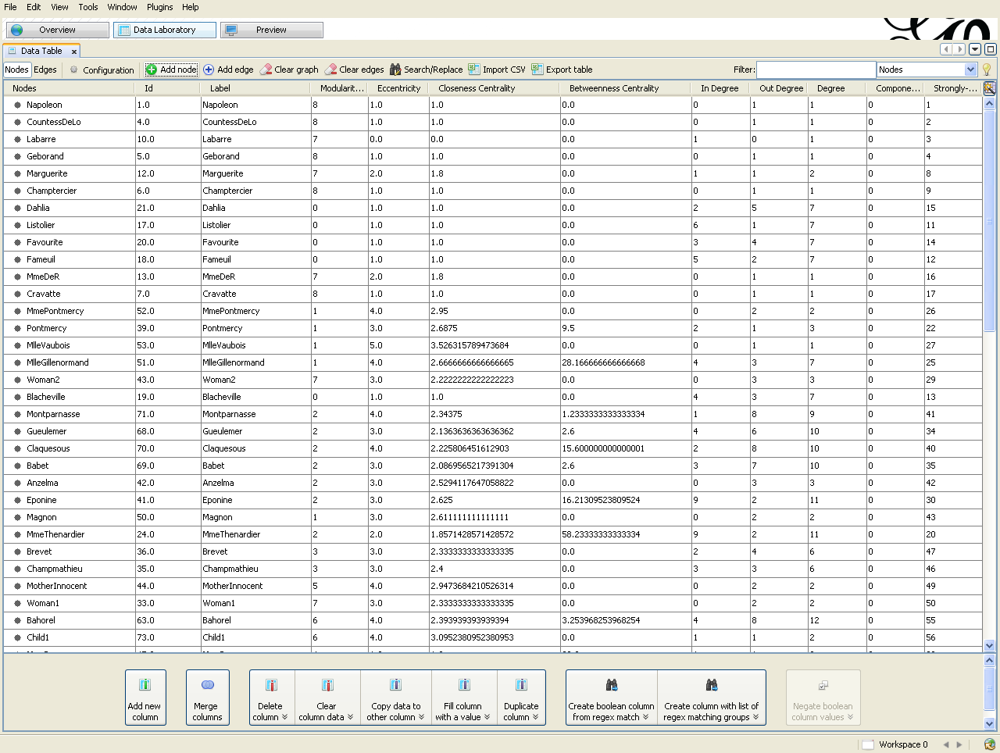 File Edit View Tools Window Plugins Help
Overview Data Laboratory Preview
Data Table x
Nodes Edges Configuration Add node Add edge Clear graph Clear edges Search/Replace Import CSV Export table Filter: Nodes
Nodes Id Label Modularit... Eccentricity Closeness Centrality Betweenness Centrality In Degree Out Degree Degree Compone... Strongly-...
Napoleon 1.0 Napoleon 8 1.0 1.0 0.0 0 1 1 0 1
CountessDeLo 4.0 CountessDeLo 8 1.0 1.0 0.0 0 1 1 0 2
Labarre 10.0 Labarre 7 0.0 0.0 0.0 1 0 1 0 3
Geborand 5.0 Geborand 8 1.0 1.0 0.0 0 1 1 0 4
Marguerite 12.0 Marguerite 7 2.0 1.8 0.0 1 1 2 0 8
Champtercier 6.0 Champtercier 8 1.0 1.0 0.0 0 1 1 0 9
Dahlia 21.0 Dahlia 0 1.0 1.0 0.0 2 5 7 0 15
Listolier 17.0 Listolier 0 1.0 1.0 0.0 6 1 7 0 11
Favourite 20.0 Favourite 0 1.0 1.0 0.0 3 4 7 0 14
Fameuil 18.0 Fameuil 0 1.0 1.0 0.0 5 2 7 0 12
MmeDeR 13.0 MmeDeR 7 2.0 1.8 0.0 0 1 1 0 16
Cravatte 7.0 Cravatte 8 1.0 1.0 0.0 0 1 1 0 17
MmePontmercy 52.0 MmePontmercy 1 4.0 2.95 0.0 0 2 2 0 26
Pontmercy 39.0 Pontmercy 1 3.0 2.6875 9.5 2 1 3 0 22
MlleVaubois 53.0 MlleVaubois 1 5.0 3.526315789473684 0.0 0 1 1 0 27
MlleGillenormand 51.0 MlleGillenormand 1 4.0 2.6666666666666665 28.166666666666668 4 3 7 0 25
Woman2 43.0 Woman2 7 3.0 2.2222222222222223 0.0 0 3 3 0 29
Blacheville 19.0 Blacheville 0 1.0 1.0 0.0 4 3 7 0 13
Montparnasse 71.0 Montparnasse 2 4.0 2.34375 1.2333333333333334 1 8 9 0 41
Gueulemer 68.0 Gueulemer 2 3.0 2.1363636363636362 2.6 4 6 10 0 34
Claquesous 70.0 Claquesous 2 4.0 2.225806451612903 15.600000000000001 2 8 10 0 40
Babet 69.0 Babet 2 3.0 2.0869565217391304 2.6 3 7 10 0 35
Anzelma 42.0 Anzelma 2 3.0 2.5294117647058822 0.0 0 3 3 0 42
Eponine 41.0 Eponine 2 3.0 2.625 16.21309523809524 9 2 11 0 30
Magnon 50.0 Magnon 1 3.0 2.611111111111111 0.0 0 2 2 0 43
MmeThenardier 24.0 MmeThenardier 2 2.0 1.8571428571428572 58.23333333333334 9 2 11 0 20
Brevet 36.0 Brevet 3 3.0 2.3333333333333335 0.0 2 4 6 0 47
Champmathieu 35.0 Champmathieu 3 3.0 2.4 0.0 3 3 6 0 46
MotherInnocent 44.0 MotherInnocent 5 4.0 2.9473684210526314 0.0 0 2 2 0 49
Woman1 33.0 Woman1 7 3.0 2.3333333333333335 0.0 0 2 2 0 50
Bahorel 63.0 Bahorel 6 4.0 2.393939393939394 3.253968253968254 4 8 12 0 55
Child1 73.0 Child1 6 4.0 3.0952380952380953 0.0 1 1 2 0 56
Add new column
Merge columns
Delete column
Clear column data
Copy data to other column
Fill column with a value
Duplicate column
Create boolean column from regex match
Create column with list of regex matching groups
Negate boolean column values
Workspace 0